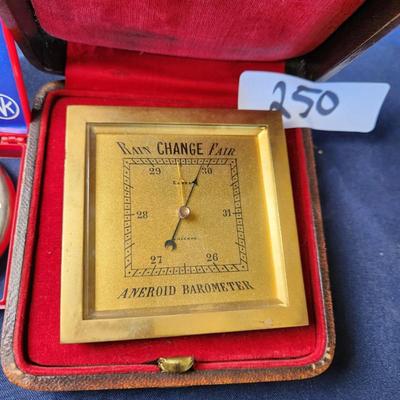 250
RAIN CHANGE FAIR
29 30
28 31
27 26
ANEROID BAROMETER
K